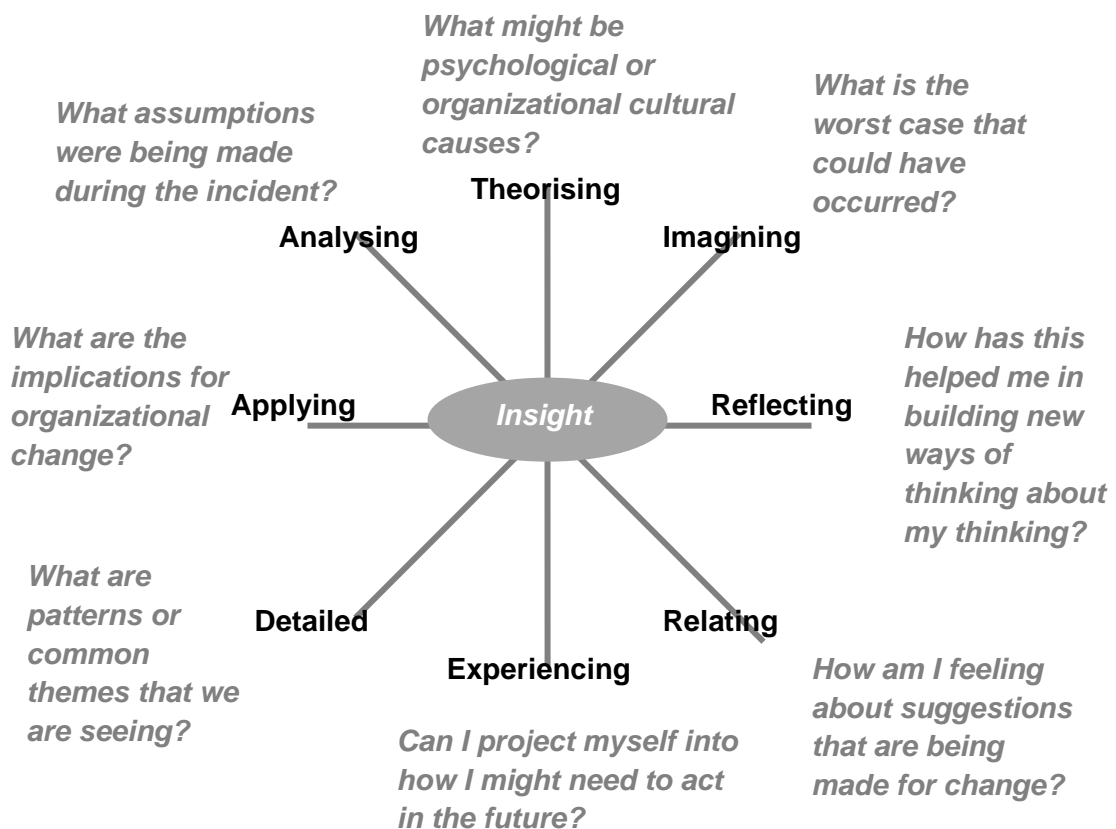 What might be
psychological or
organizational cultural
causes?
Theorising
What assumptions
were being made
during the incident?
Analysing
What is the
worst case that
could have
occurred?
Imagining
What are the
implications for
organizational
change?
Applying
Insight
Reflecting
How has this
helped me in
building new
ways of
thinking about
my thinking?
What are
patterns or
common
themes that we
are seeing?
Detailed
Experiencing
Can I project myself into
how I might need to act
in the future?
Relating
How am I feeling
about suggestions
that are being
made for change?